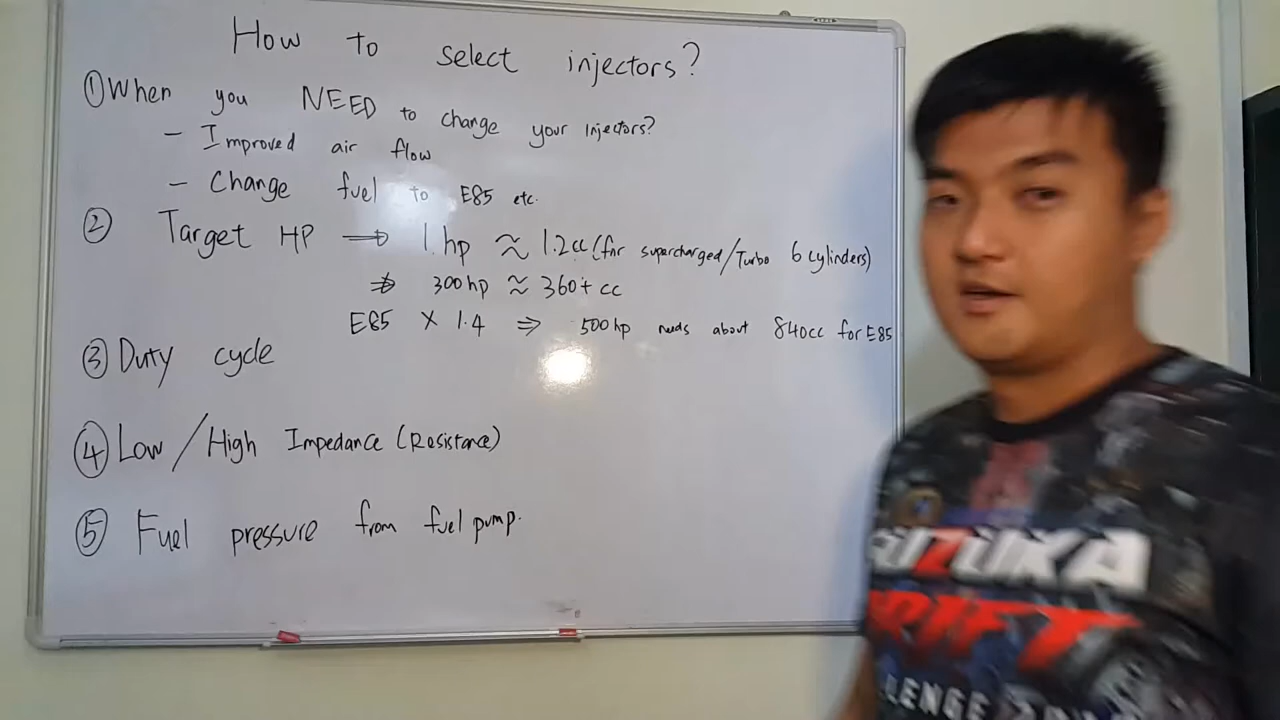 How to select injectors?
① When you NEED to change your injectors?
- Improved air flow
- Change fuel to E85 etc.
② Target HP → 1 hp ≈ 1.2cc (for supercharged/Turbo 6 cylinders)
⇒ 300hp ≈ 360+ cc
E85 × 1.4 ⇒ 500hp needs about 840cc for E85
③ Duty cycle
④ Low / High Impedance (Resistance)
⑤ Fuel pressure from fuel pump.
SUZUKA
DRIFT